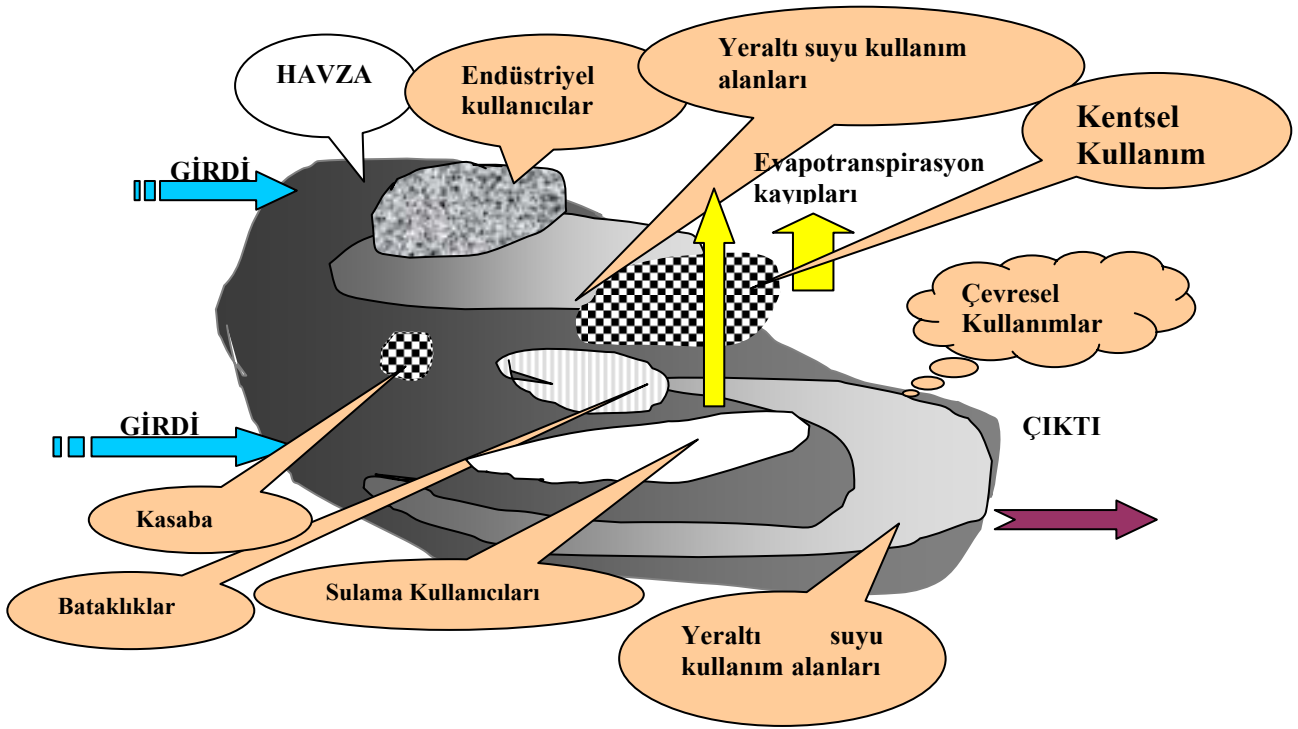 HAVZA
Endüstriyel
kullanıcılar
Yeraltı suyu kullanım
alanları
Kentsel
Kullanım
GİRDİ
Evapotranspirasyon
kayıpları
Çevresel
Kullanımlar
GİRDİ
ÇIKTI
Kasaba
Bataklıklar
Sulama Kullanıcıları
Yeraltı suyu
kullanım alanları